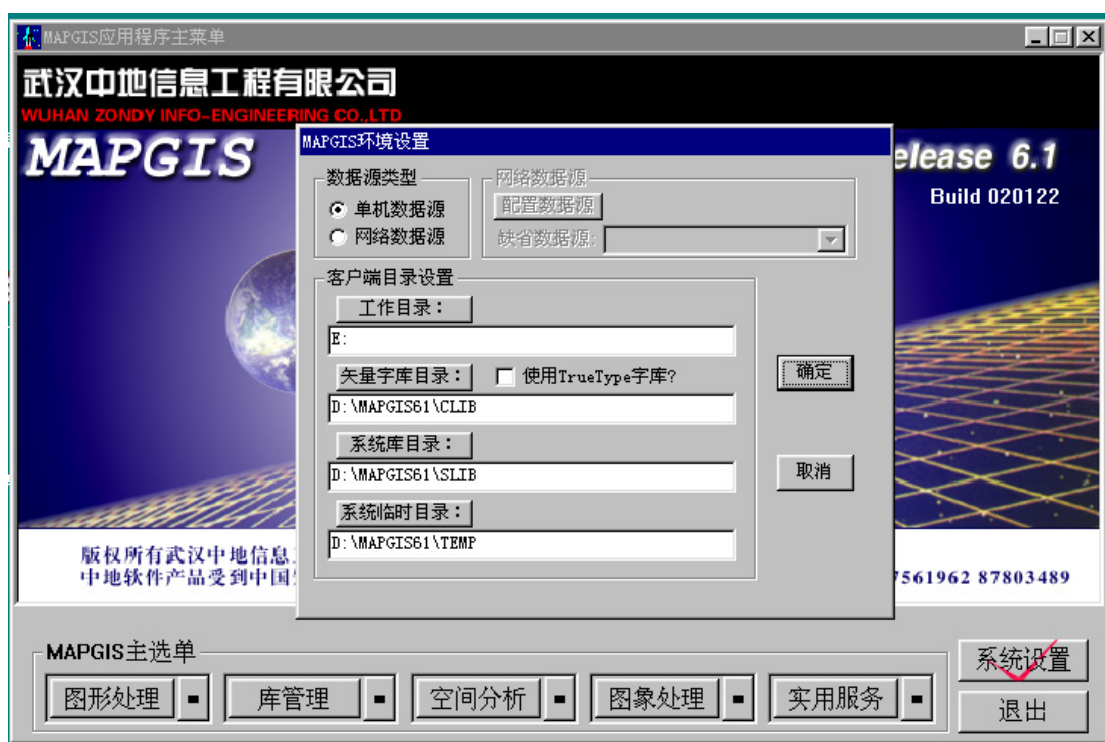 MAPGIS应用程序主菜单
武汉中地信息工程有限公司
WUHAN ZONDY INFO-ENGINEERING CO.,LTD
MAPGIS
elease 6.1
Build 020122
MAPGIS环境设置
数据源类型
单机数据源
网络数据源
网络数据源
配置数据源
缺省数据源:
客户端目录设置
工作目录：
E:
矢量字库目录：
使用TrueType字库?
D:\MAPGIS61\CLIB
系统库目录：
D:\MAPGIS61\SLIB
系统临时目录：
D:\MAPGIS61\TEMP
确定
取消
版权所有武汉中地信息
中地软件产品受到中国
7561962 87803489
MAPGIS主选单
图形处理
库管理
空间分析
图象处理
实用服务
系统设置
退出